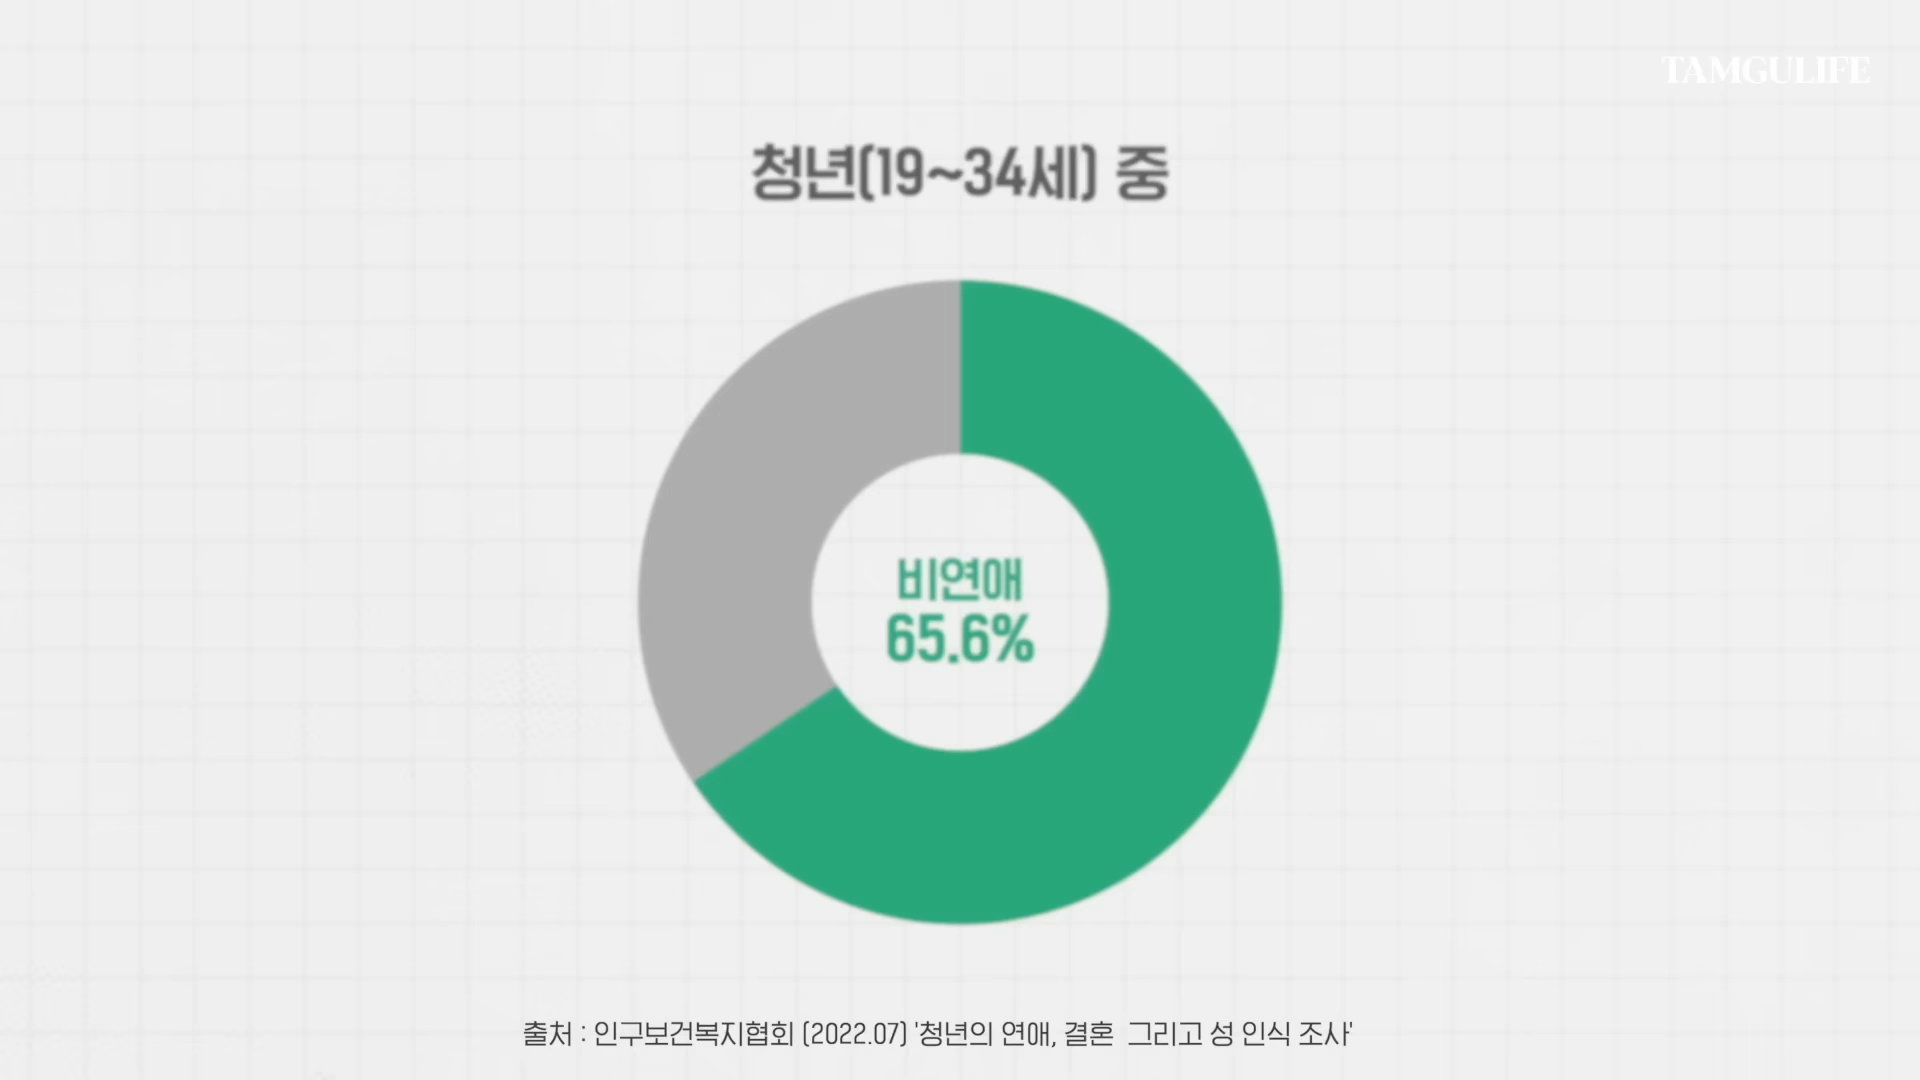 TAMGULIFE
청년(19~34세) 중
비연애
65.6%
출처 : 인구보건복지협회 (2022.07) '청년의 연애, 결혼 그리고 성 인식 조사'